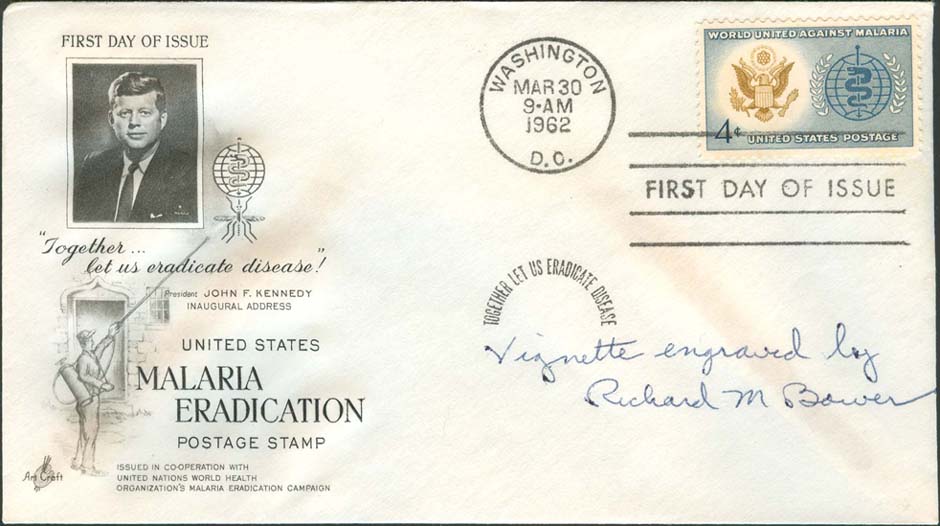 FIRST DAY OF ISSUE
"Together ...
let us eradicate disease!"
President JOHN F. KENNEDY
INAUGURAL ADDRESS
UNITED STATES
MALARIA
ERADICATION
POSTAGE STAMP
ISSUED IN CO-OPERATION WITH
UNITED NATIONS WORLD HEALTH
ORGANIZATION'S MALARIA ERADICATION CAMPAIGN
Art Craft
WASHINGTON
MAR 30
9-AM
1962
D.C.
WORLD UNITED AGAINST MALARIA
4¢
UNITED STATES POSTAGE
FIRST DAY OF ISSUE
TOGETHER LET US ERADICATE DISEASE
Vignette engraved by
Richard M Bower